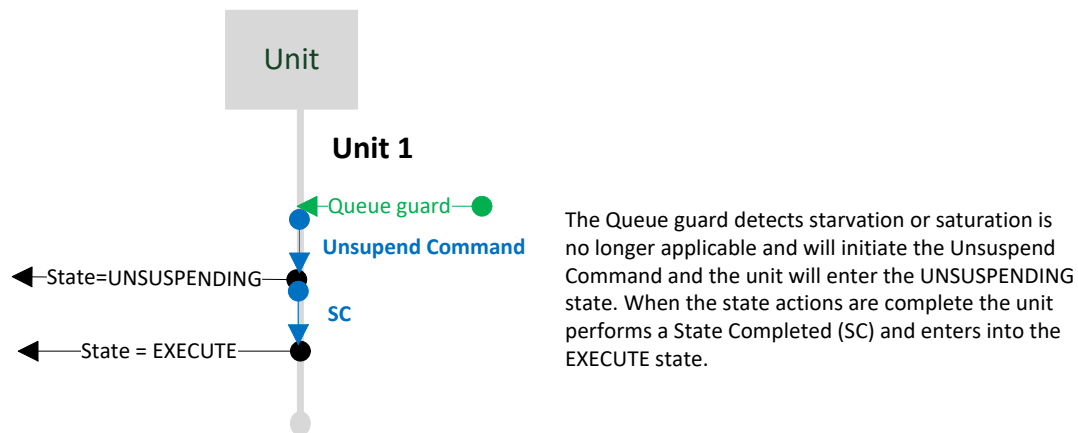 Unit
Unit 1
Queue guard
Unsupend Command
State=UNSUSPENDING
SC
State = EXECUTE
The Queue guard detects starvation or saturation is
no longer applicable and will initiate the Unsuspend
Command and the unit will enter the UNSUSPENDING
state. When the state actions are complete the unit
performs a State Completed (SC) and enters into the
EXECUTE state.